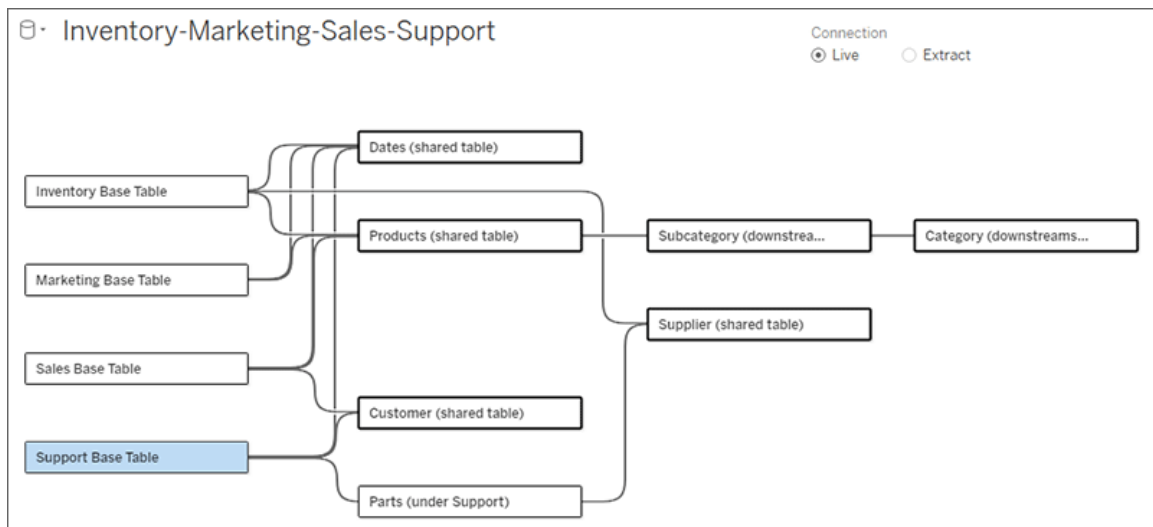 Inventory-Marketing-Sales-Support
Connection
Live Extract
Dates (shared table)
Inventory Base Table
Products (shared table)
Subcategory (downstrea...
Category (downstreams...
Marketing Base Table
Supplier (shared table)
Sales Base Table
Customer (shared table)
Support Base Table
Parts (under Support)